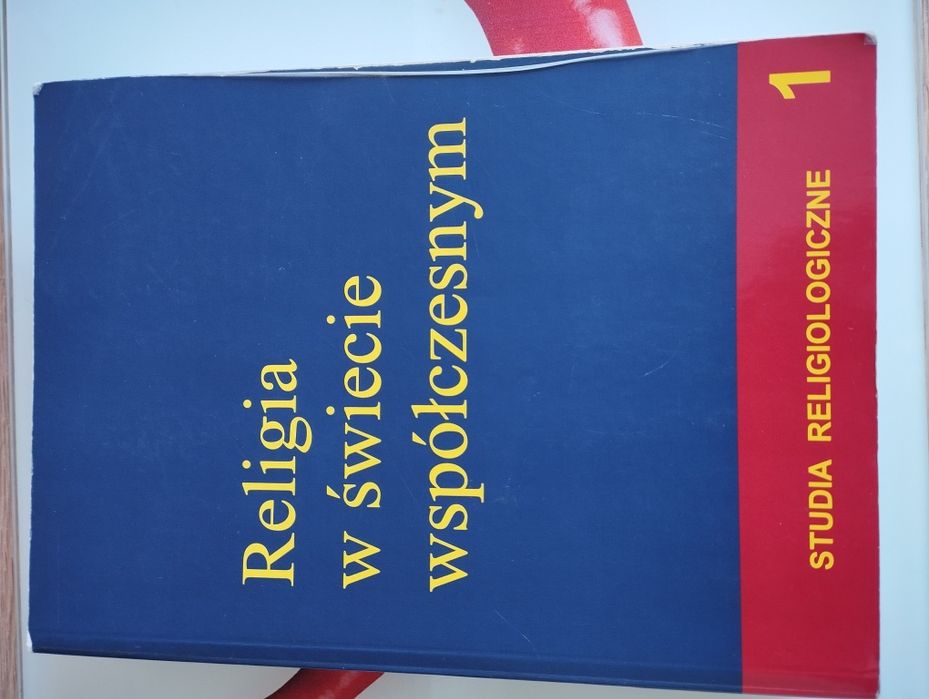 Religia
w świecie
współczesnym
STUDIA RELIGIOLOGICZNE 1